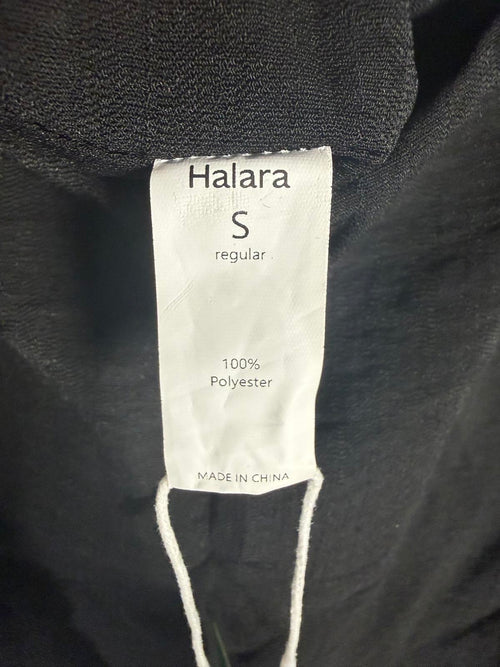 Halara
S
regular
100%
Polyester
MADE IN CHINA